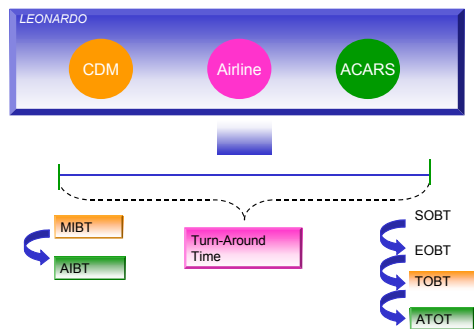 LEONARDO
CDM
Airline
ACARS
MIBT
AIBT
Turn-Around
Time
SOBT
EOBT
TOBT
ATOT